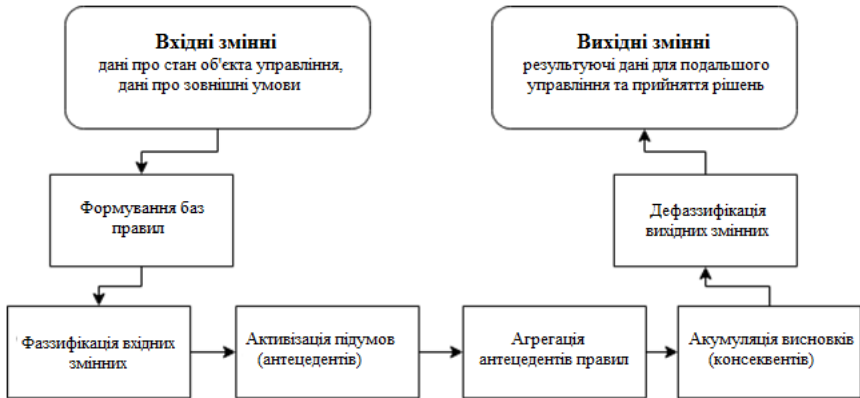 Вхідні змінні
дані про стан об'єкта управління,
дані про зовнішні умови
Вихідні змінні
результуючі дані для подальшого
управління та прийняття рішень
Формування баз
правил
Дефаззифікація
вихідних змінних
Фаззифікація вхідних
змінних
Активізація підумов
(антецедентів)
Агрегація
антецедентів правил
Акумуляція висновків
(консеквентів)